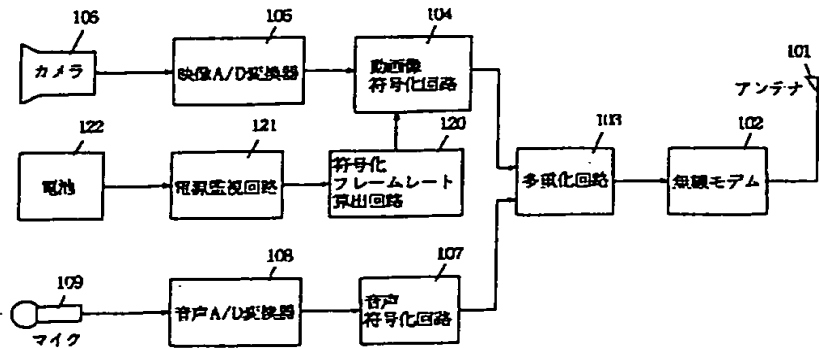 106
105
104
101
カメラ
映像A/D変換器
動画像
符号化回路
アンテナ
122
121
120
103
102
電池
電源監視回路
符号化
フレームレート
算出回路
多重化回路
無線モデム
109
108
107
マイク
音声A/D変換器
音声
符号化回路